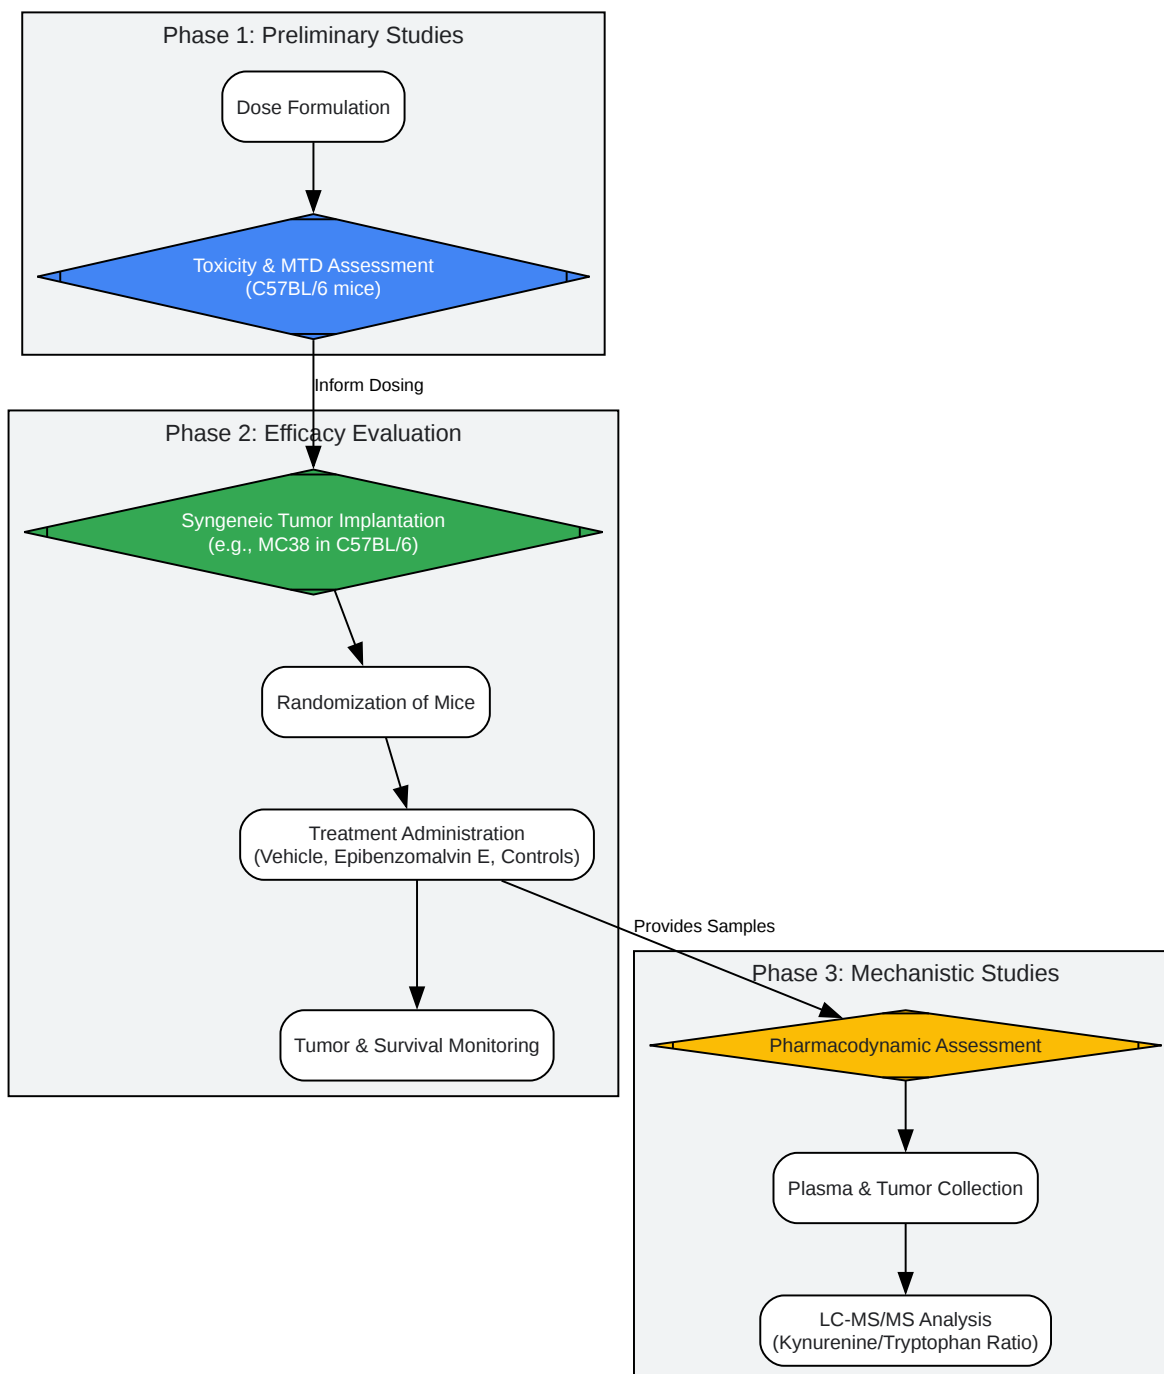 Phase 1: Preliminary Studies
Dose Formulation
Toxicity & MTD Assessment
(C57BL/6 mice)
Inform Dosing
Phase 2: Efficacy Evaluation
Syngeneic Tumor Implantation
(e.g., MC38 in C57BL/6)
Randomization of Mice
Treatment Administration
(Vehicle, Epibenzomalvin E, Controls)
Provides Samples
Tumor & Survival Monitoring
Phase 3: Mechanistic Studies
Pharmacodynamic Assessment
Plasma & Tumor Collection
LC-MS/MS Analysis
(Kynurenine/Tryptophan Ratio)